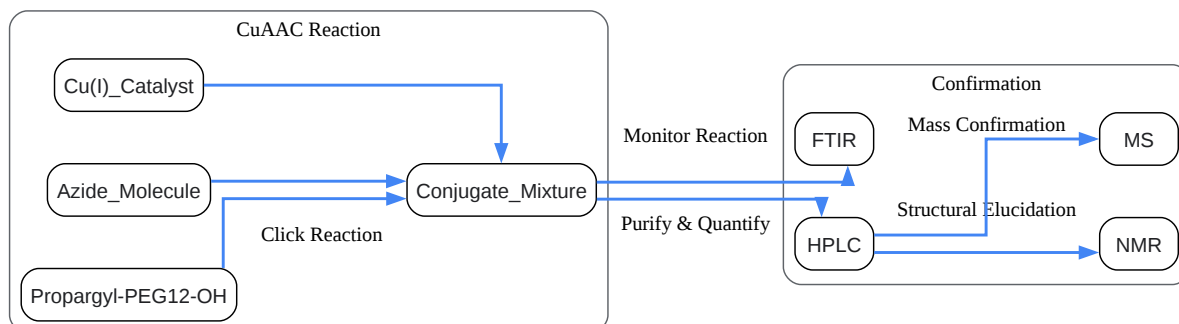 CuAAC Reaction
Cu(I)_Catalyst
Azide_Molecule
Conjugate_Mixture
Click Reaction
Propargyl-PEG12-OH
Monitor Reaction
Purify & Quantify
Confirmation
Mass Confirmation
FTIR
MS
Structural Elucidation
HPLC
NMR